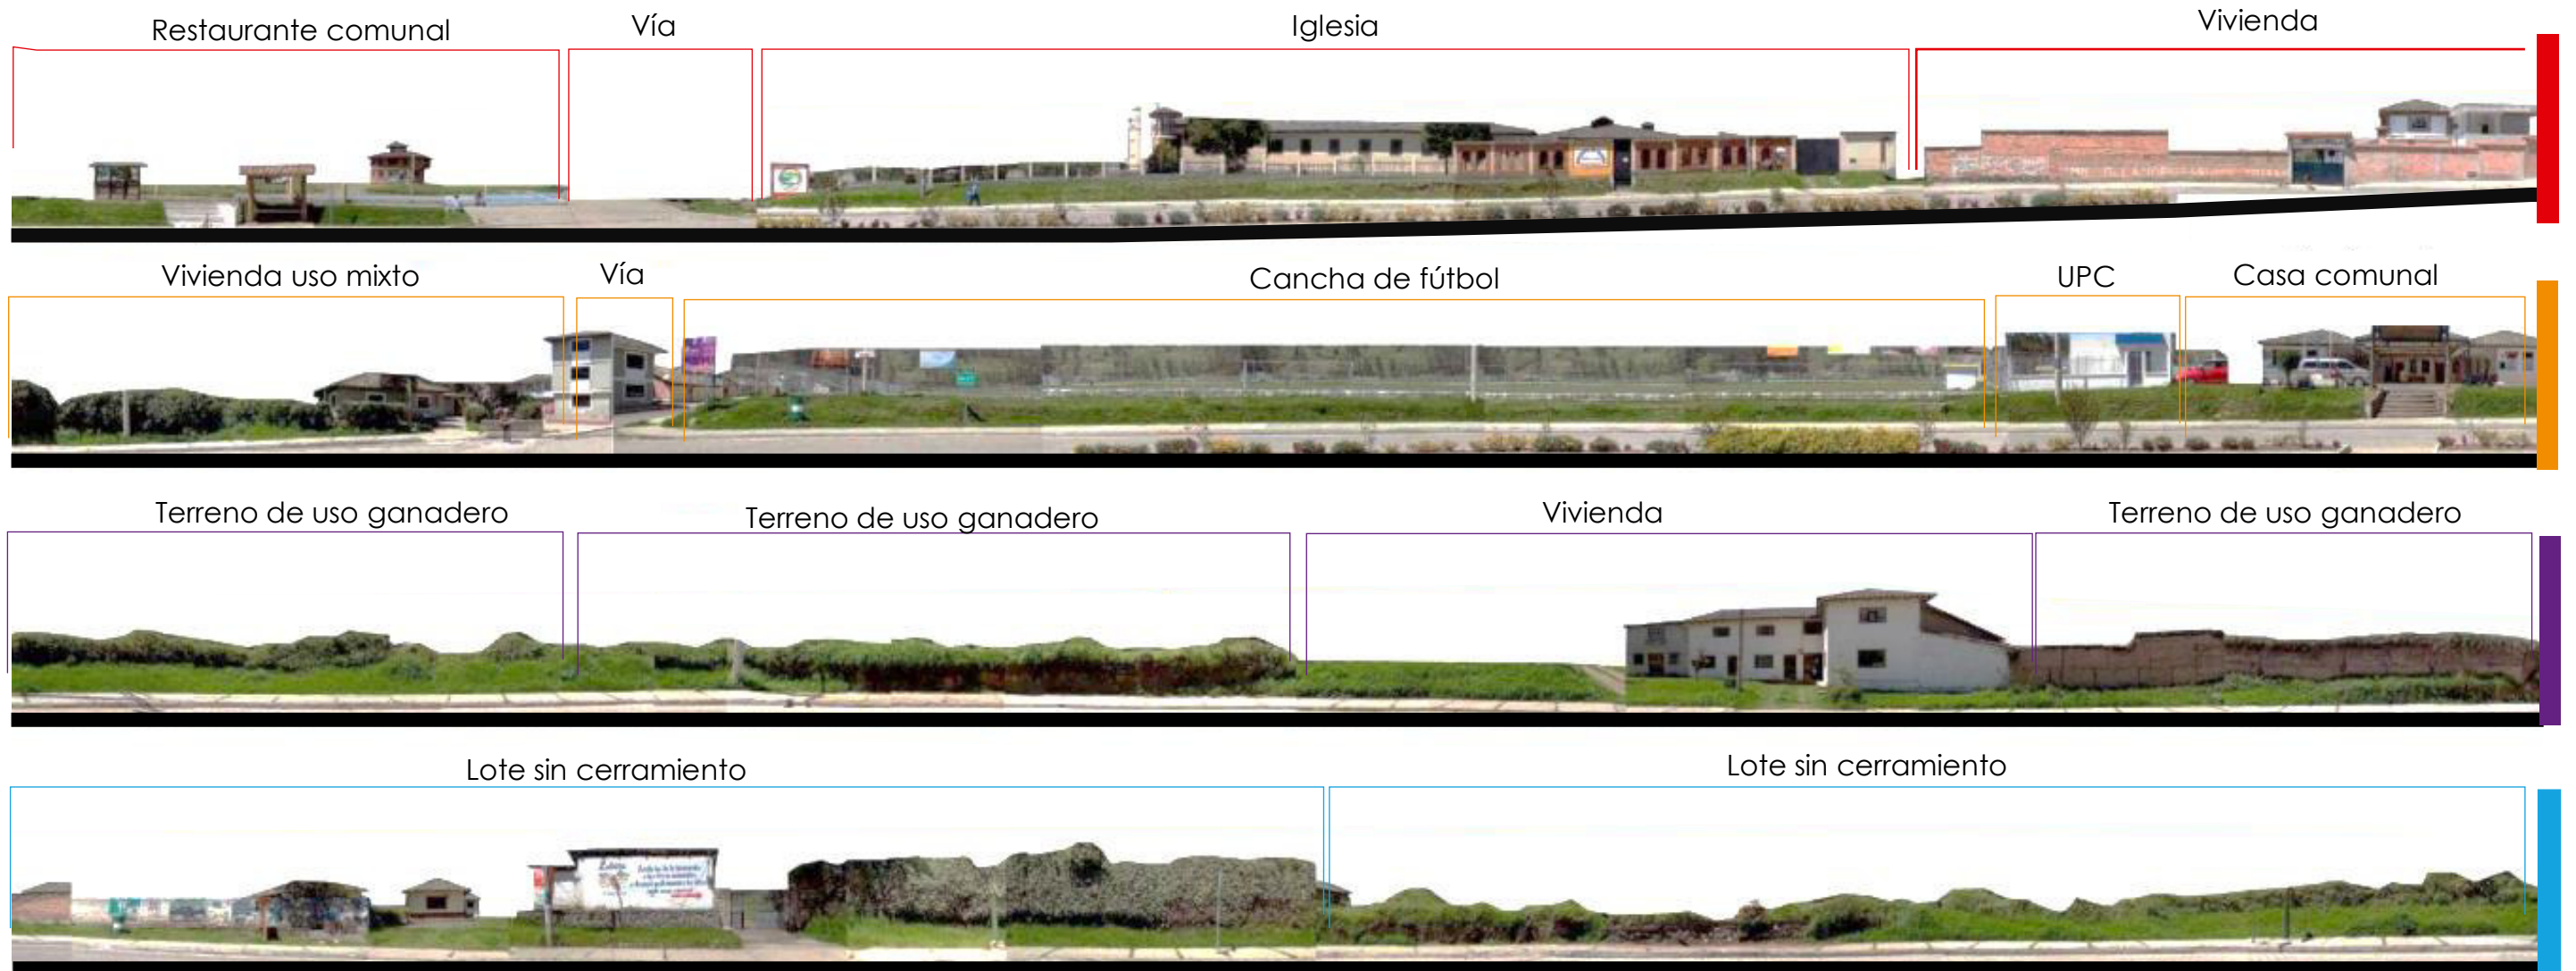 Restaurante comunal
Vía
Iglesia
Vivienda
Vivienda uso mixto
Vía
Cancha de fútbol
UPC
Casa comunal
Terreno de uso ganadero
Terreno de uso ganadero
Vivienda
Terreno de uso ganadero
Lote sin cerramiento
Lote sin cerramiento